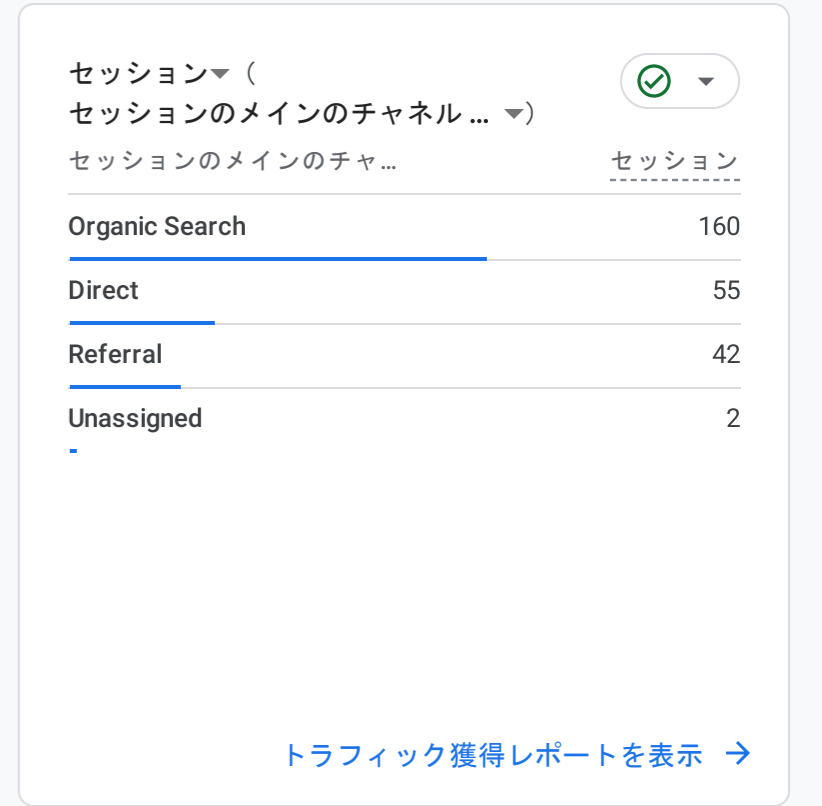 セッション (
セッションのメインのチャネル ... )
セッションのメインのチャ... セッション
Organic Search 160
Direct 55
Referral 42
Unassigned 2
トラフィック獲得レポートを表示 →